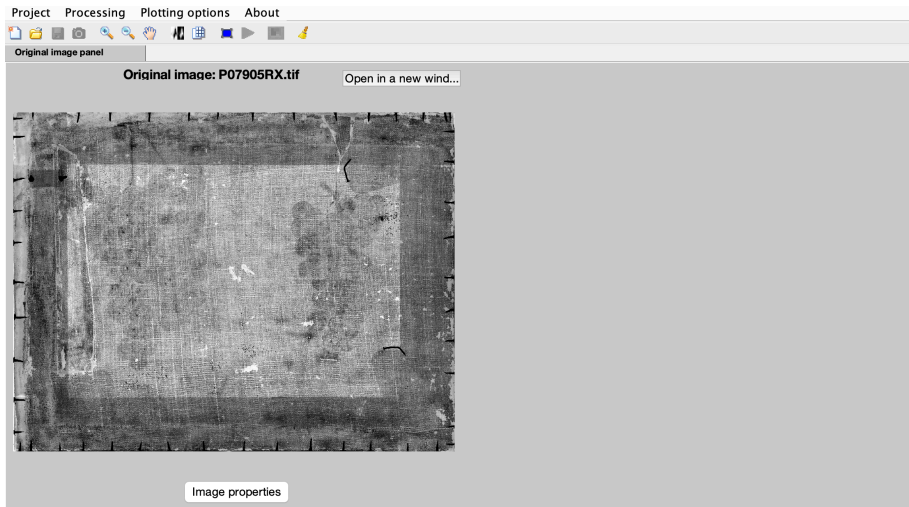 Project Processing Plotting options About
Original image panel
Original image: P07905RX.tif
Open in a new wind...
Image properties